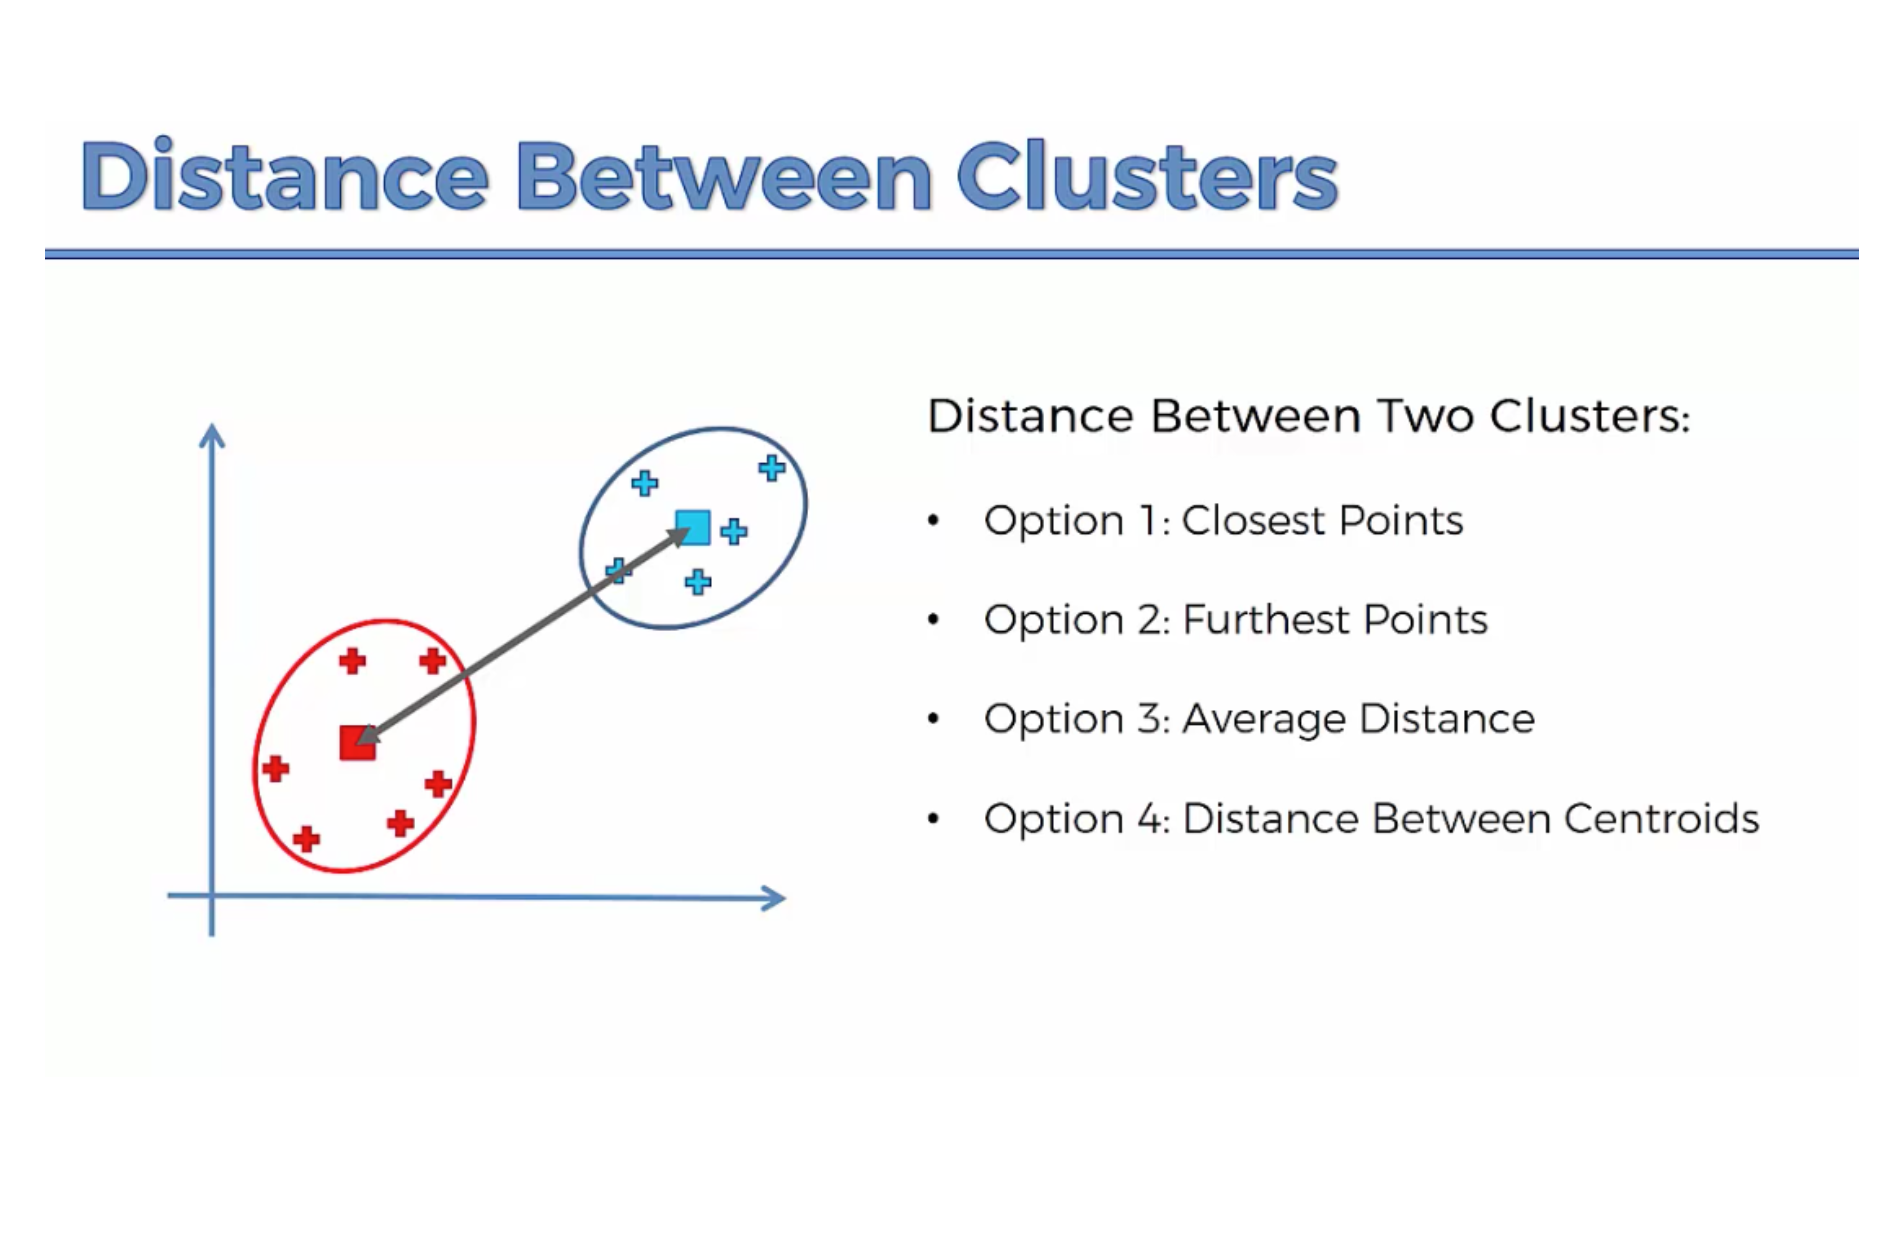 Distance Between Clusters
Distance Between Two Clusters:
• Option 1: Closest Points
• Option 2: Furthest Points
• Option 3: Average Distance
• Option 4: Distance Between Centroids